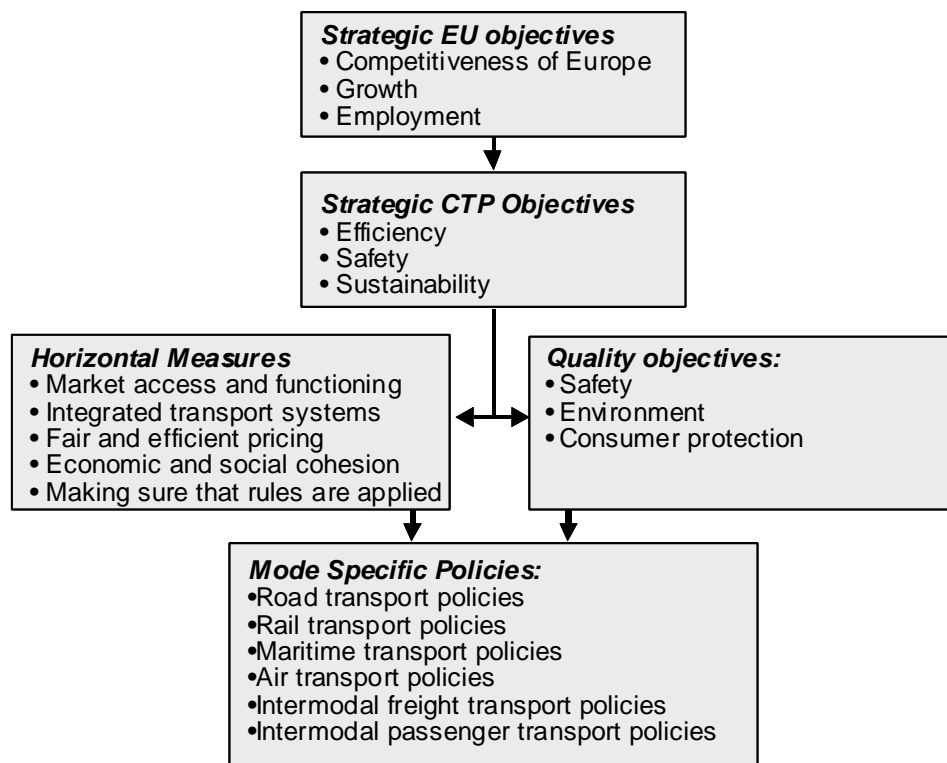 Strategic EU objectives
• Competitiveness of Europe
• Growth
• Employment
Strategic CTP Objectives
• Efficiency
• Safety
• Sustainability
Horizontal Measures
• Market access and functioning
• Integrated transport systems
• Fair and efficient pricing
• Economic and social cohesion
• Making sure that rules are applied
Quality objectives:
• Safety
• Environment
• Consumer protection
Mode Specific Policies:
•Road transport policies
•Rail transport policies
•Maritime transport policies
•Air transport policies
•Intermodal freight transport policies
•Intermodal passenger transport policies